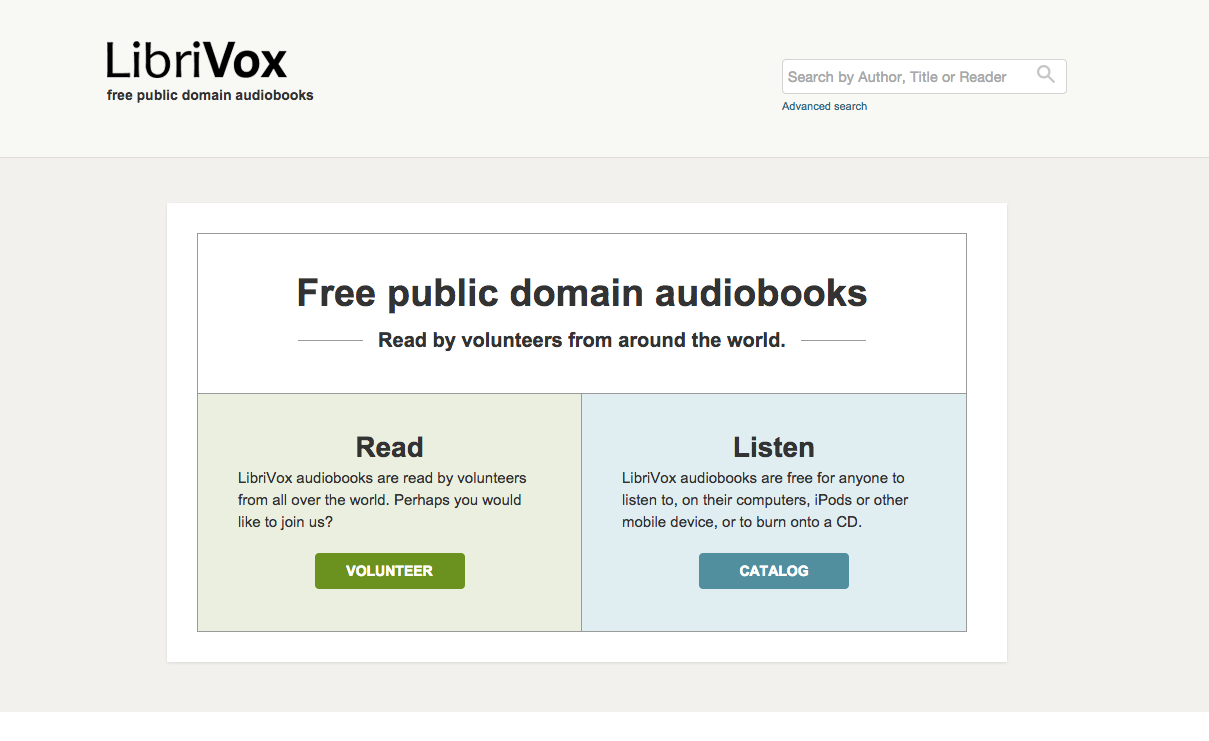 LibriVox
free public domain audiobooks
Search by Author, Title or Reader
Advanced search
Free public domain audiobooks
Read by volunteers from around the world.
Read
LibriVox audiobooks are read by volunteers
from all over the world. Perhaps you would
like to join us?
VOLUNTEER
Listen
LibriVox audiobooks are free for anyone to
listen to, on their computers, iPods or other
mobile device, or to burn onto a CD.
CATALOG